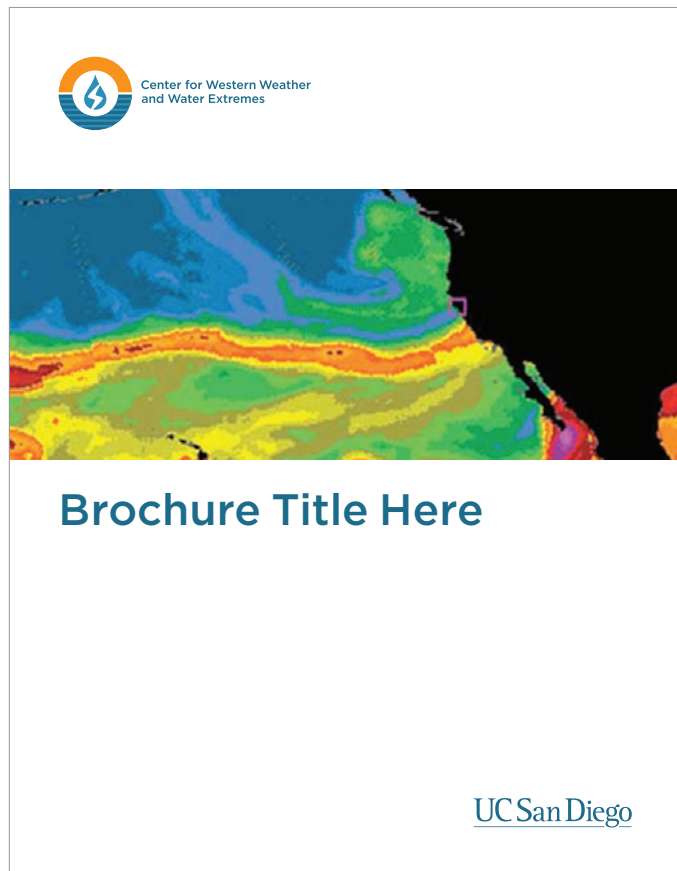 Center for Western Weather
and Water Extremes
Brochure Title Here
UC San Diego